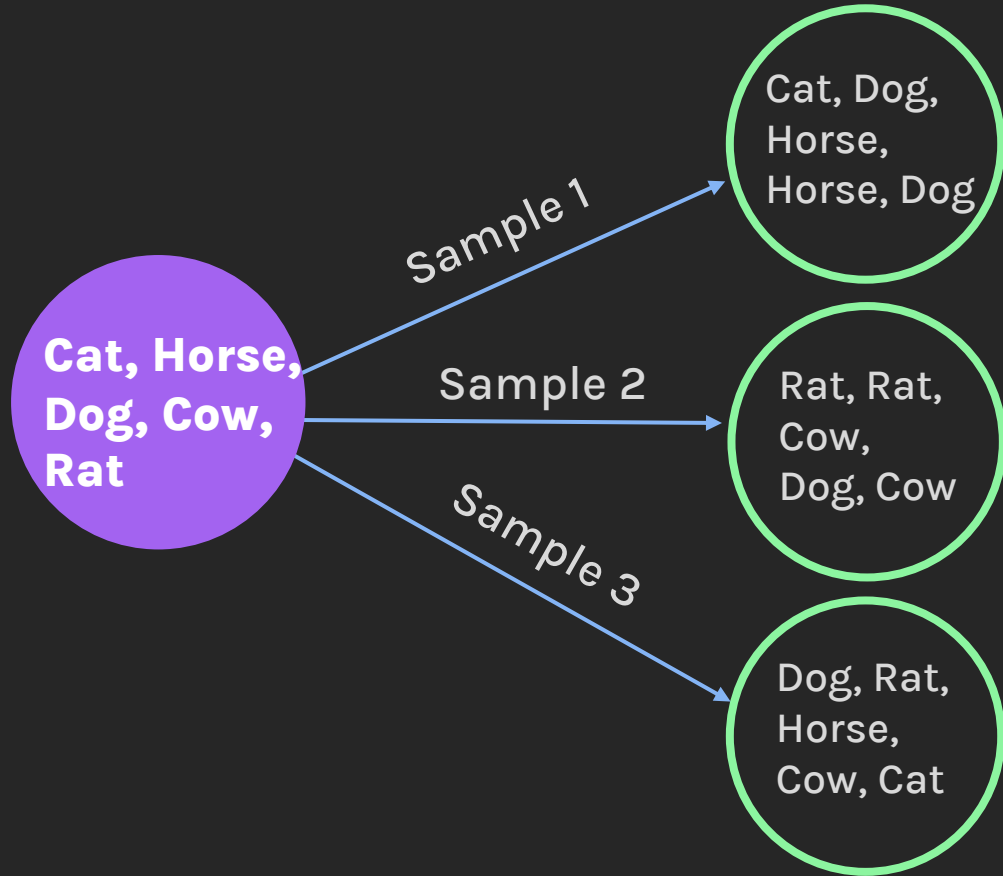 Cat, Horse,
Dog, Cow,
Rat
Sample 1
Cat, Dog,
Horse,
Horse, Dog
Sample 2
Rat, Rat,
Cow,
Dog, Cow
Sample 3
Dog, Rat,
Horse,
Cow, Cat